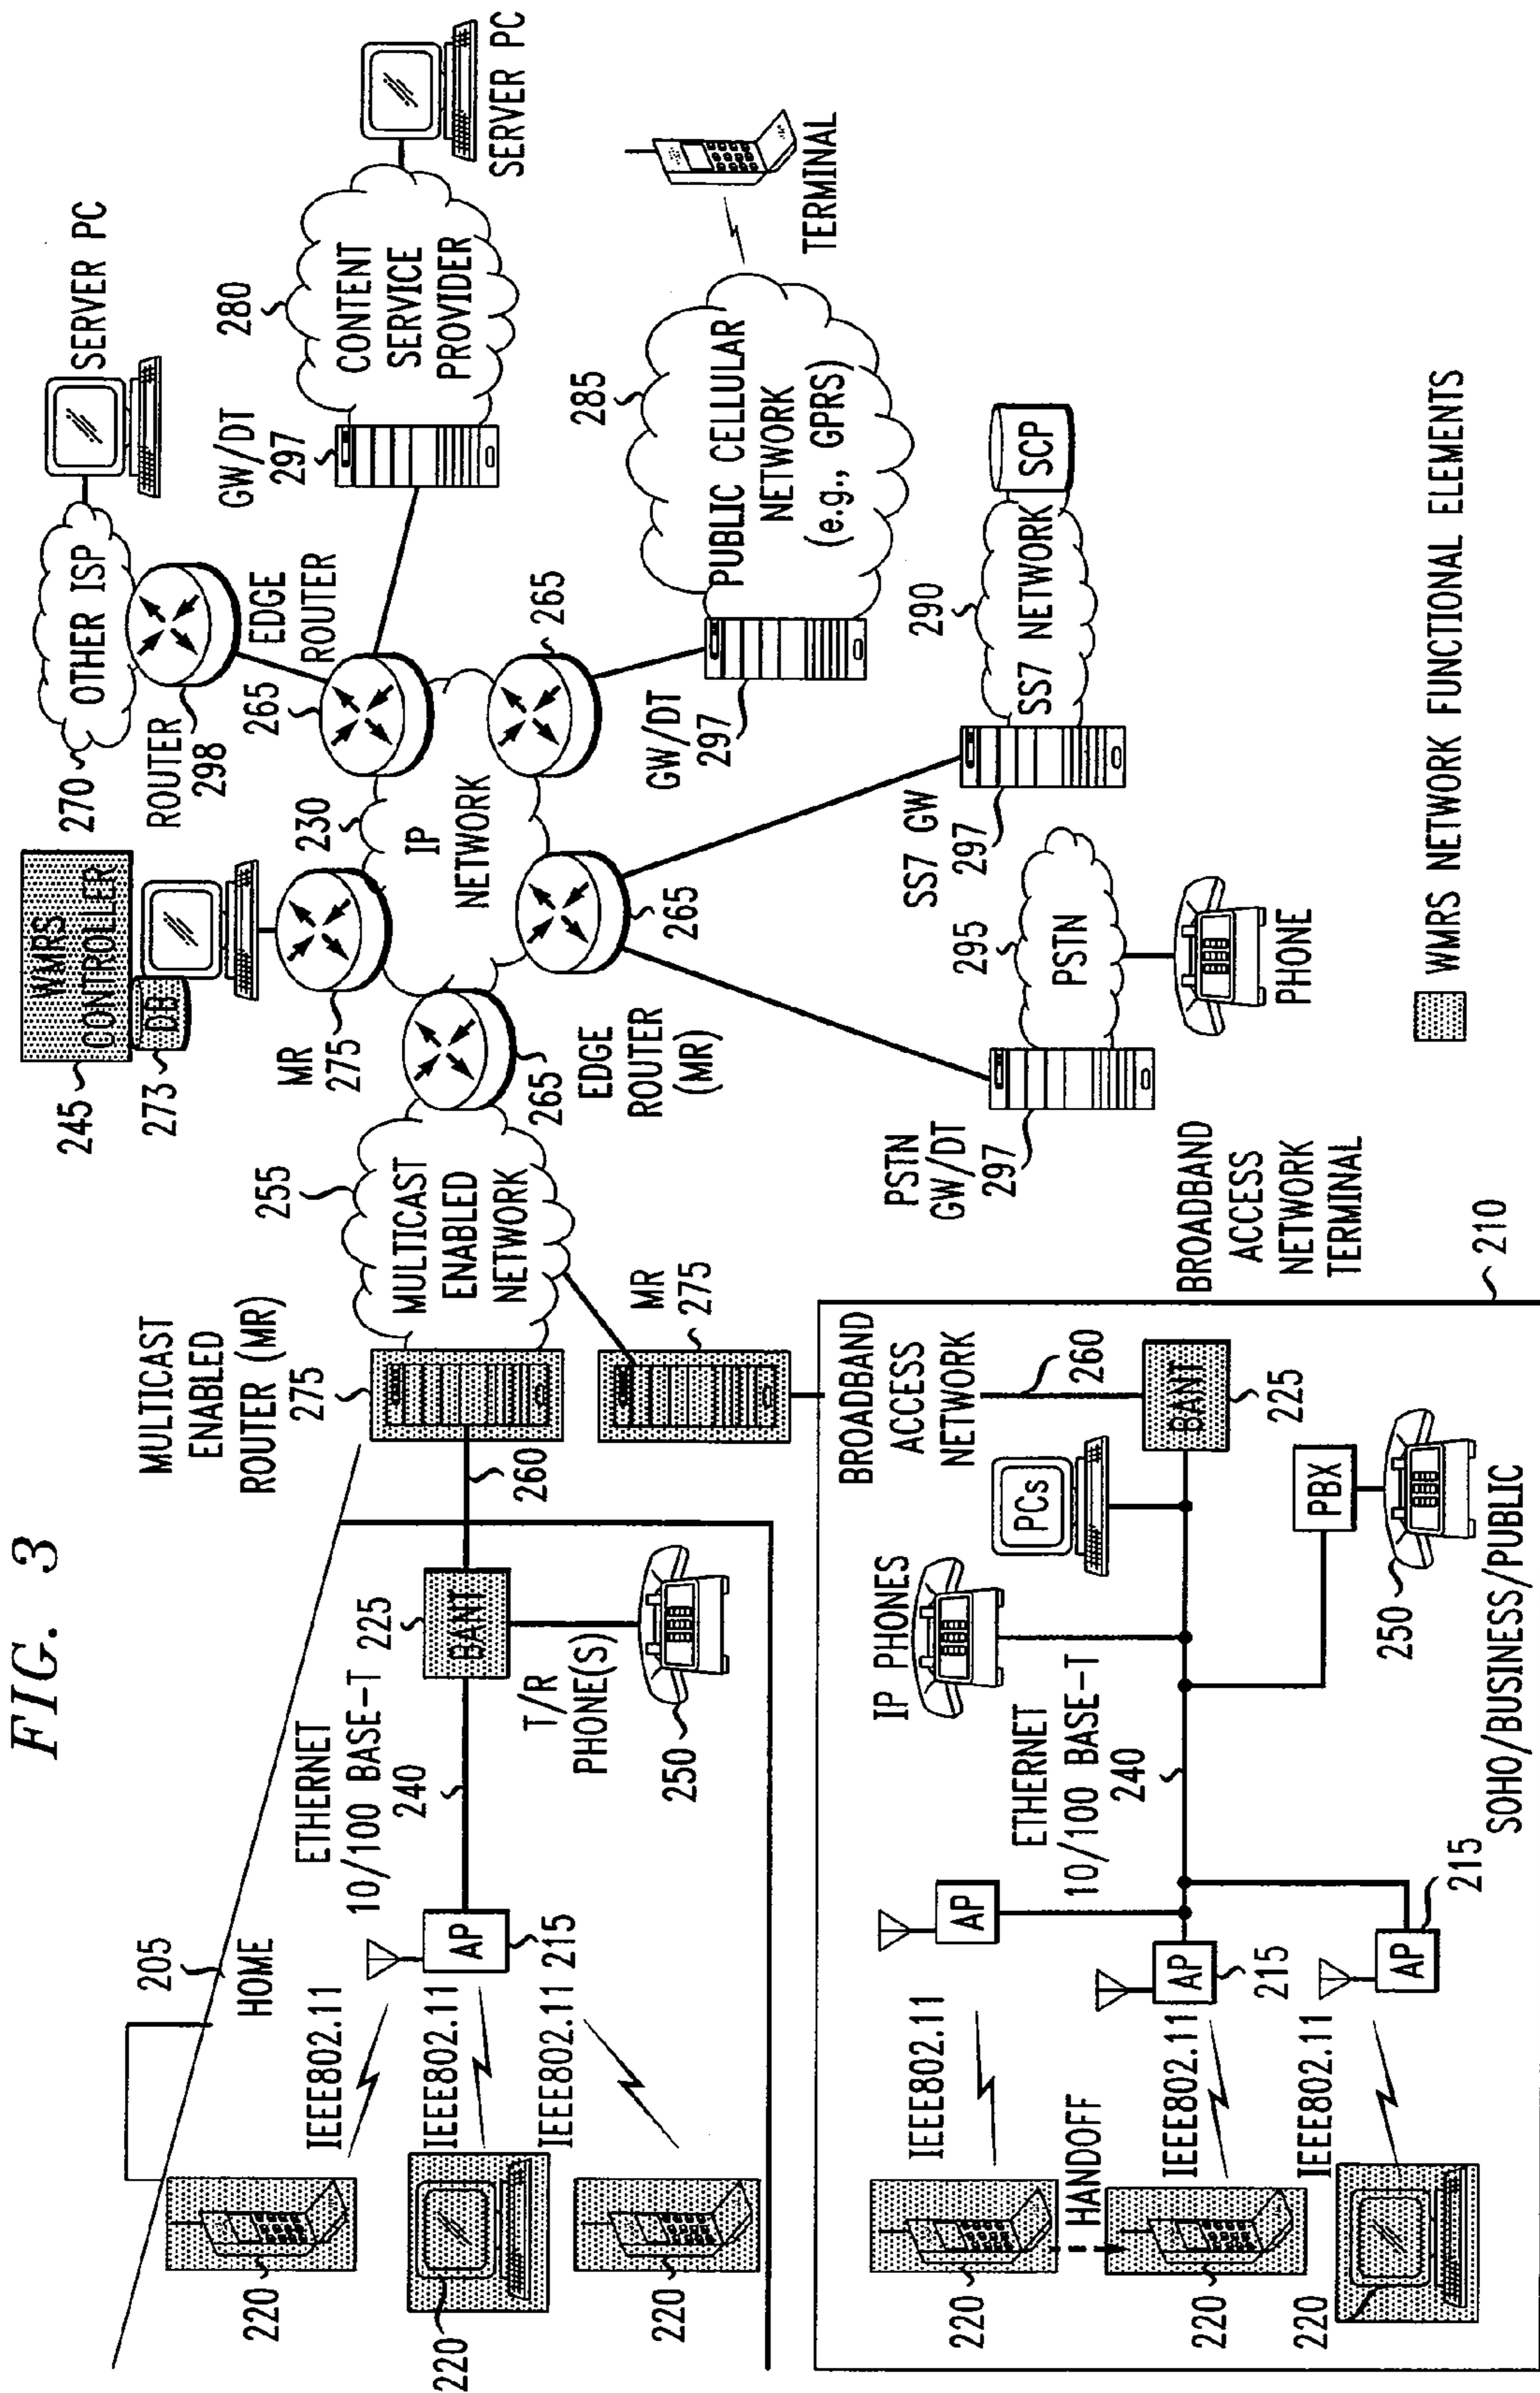 FIG. 3
205
HOME
220
220
220
IEEE802.11
IEEE802.11
IEEE802.11
AP
215
ETHERNET
10/100 BASE-T
240
BANT
225
T/R
PHONE(S)
250
260
MULTICAST
ENABLED
ROUTER (MR)
275
MR
275
255
MULTICAST
ENABLED
NETWORK
265
EDGE
ROUTER
(MR)
245
WMRS
CONTROLLER
DB
273
MR
275
230
IP
NETWORK
265
265
265
EDGE
ROUTER
ROUTER
298
270
OTHER ISP
SERVER PC
GW/DT
297
280
CONTENT
SERVICE
PROVIDER
SERVER PC
GW/DT
297
285
PUBLIC CELLULAR
NETWORK
(e.g., GPRS)
TERMINAL
SS7 GW
297
290
SS7 NETWORK
SCP
PSTN
GW/DT
297
295
PSTN
PHONE
BROADBAND
ACCESS
NETWORK
TERMINAL
210
BROADBAND
ACCESS
NETWORK
260
BANT
225
PCs
IP PHONES
PBX
250
ETHERNET
10/100 BASE-T
240
AP
AP
215
AP
215
IEEE802.11
IEEE802.11
IEEE802.11
HANDOFF
220
220
220
SOHO/BUSINESS/PUBLIC
WMRS NETWORK FUNCTIONAL ELEMENTS